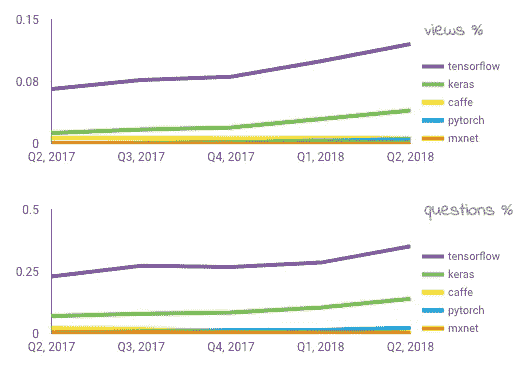 0.15
views %
tensorflow
0.08
keras
caffe
pytorch
0
mxnet
Q2, 2017 Q3, 2017 Q4, 2017 Q1, 2018 Q2, 2018
0.5
questions %
tensorflow
0.25
keras
caffe
pytorch
0
mxnet
Q2, 2017 Q3, 2017 Q4, 2017 Q1, 2018 Q2, 2018